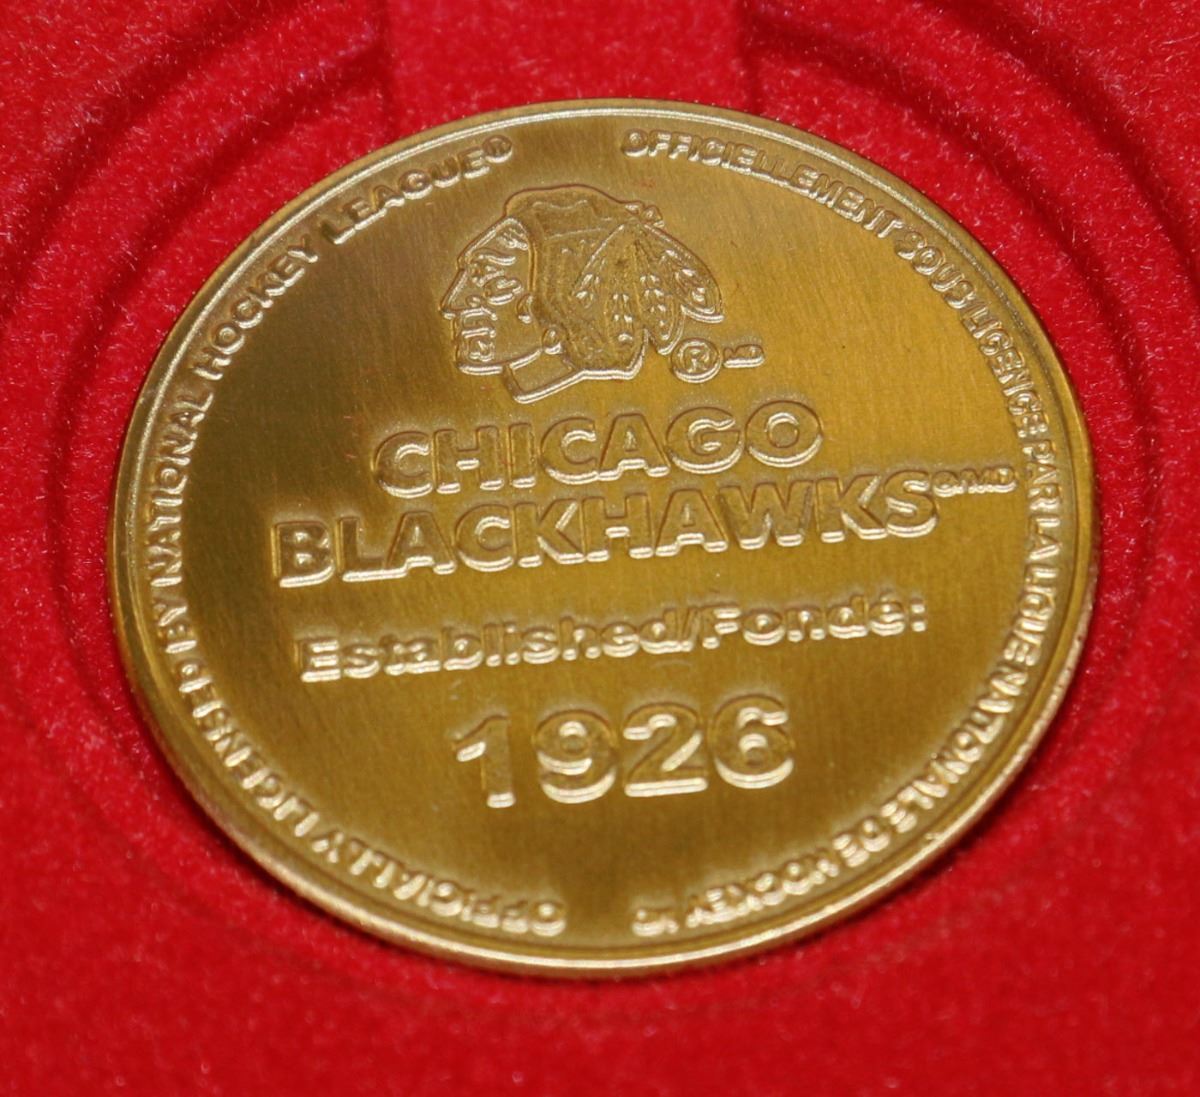 OFFICIALLY LICENSED BY NATIONAL HOCKEY LEAGUE®
OFFICIELLEMENT SOUS LICENCE PAR LA LIGUE NATIONALE DE HOCKEY
® MD
CHICAGO
BLACKHAWKS
Established/Fondé:
1926